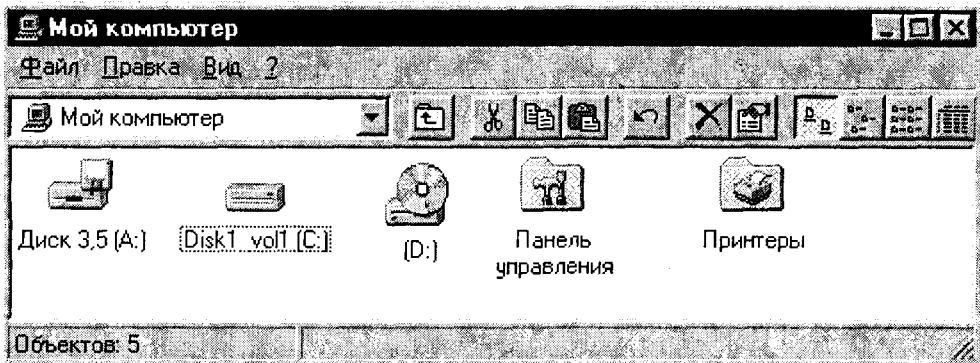 Мой компьютер
Файл Правка Вид ?
Мой компьютер
Диск 3,5 (A:)
Disk1_vol1 (C:)
(D:)
Панель
управления
Принтеры
Объектов: 5